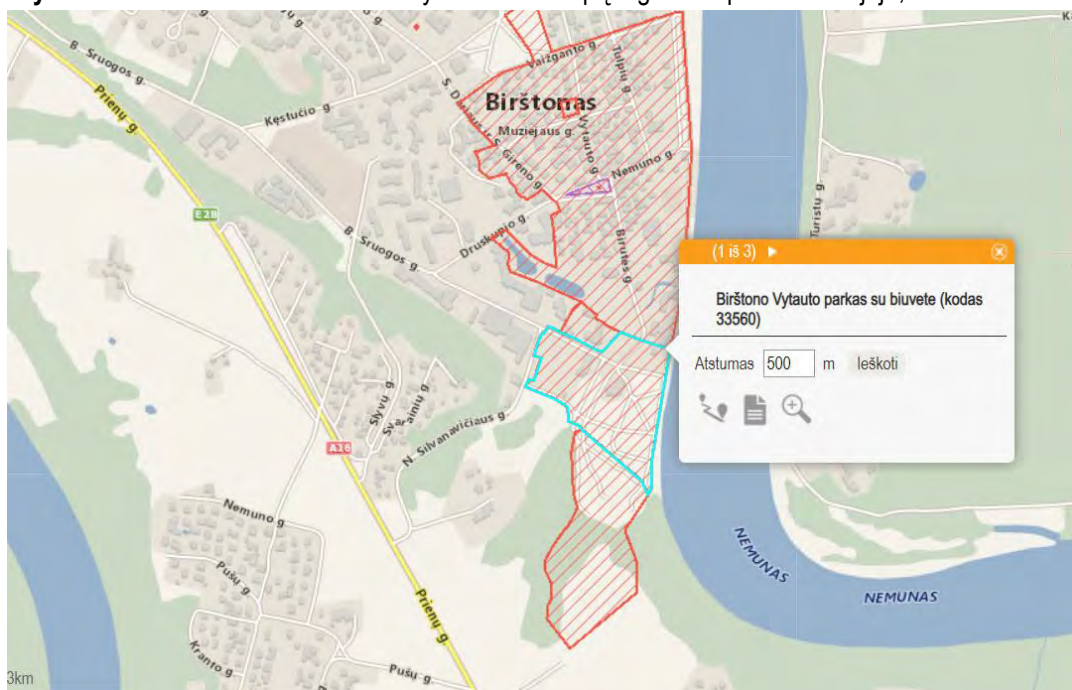 Vaižganto g.
Tulpių g.
B. Sruogos g.
Prienų g.
Birštonas
Kęstučio g.
Muziejaus g.
Vytauto g.
S. Dariaus ir S. Girėno g.
Nemuno g.
E28
Turistų g.
Druskupio g.
B. Sruogos g.
Birutės g.
(1 iš 3)
Birštono Vytauto parkas su biuvete (kodas
33560)
Atstumas 500 m Ieškoti
Slyvų g.
Svarainių g.
N. Silvanavičiaus g.
A16
Nemuno g.
Pušų g.
NEMUNAS
NEMUNAS
Prienų g.
Kranto g.
Pušų g.
3km